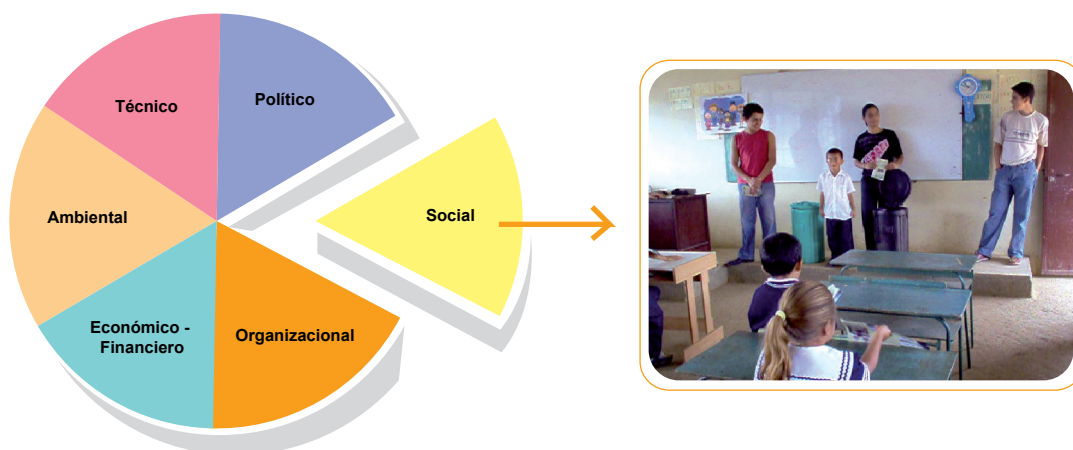 Técnico
Político
Ambiental
Social
Económico -
Financiero
Organizacional